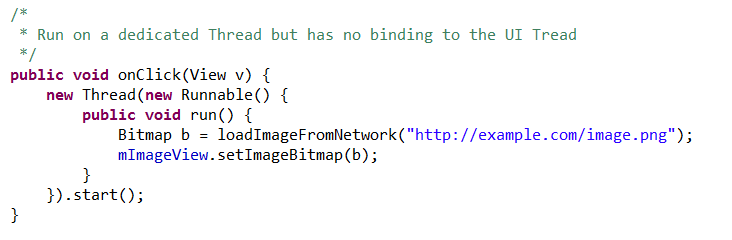 /*
 * Run on a dedicated Thread but has no binding to the UI Tread
 */
public void onClick(View v) {
    new Thread(new Runnable() {
        public void run() {
            Bitmap b = loadImageFromNetwork("http://example.com/image.png");
            mImageView.setImageBitmap(b);
        }
    }).start();
}